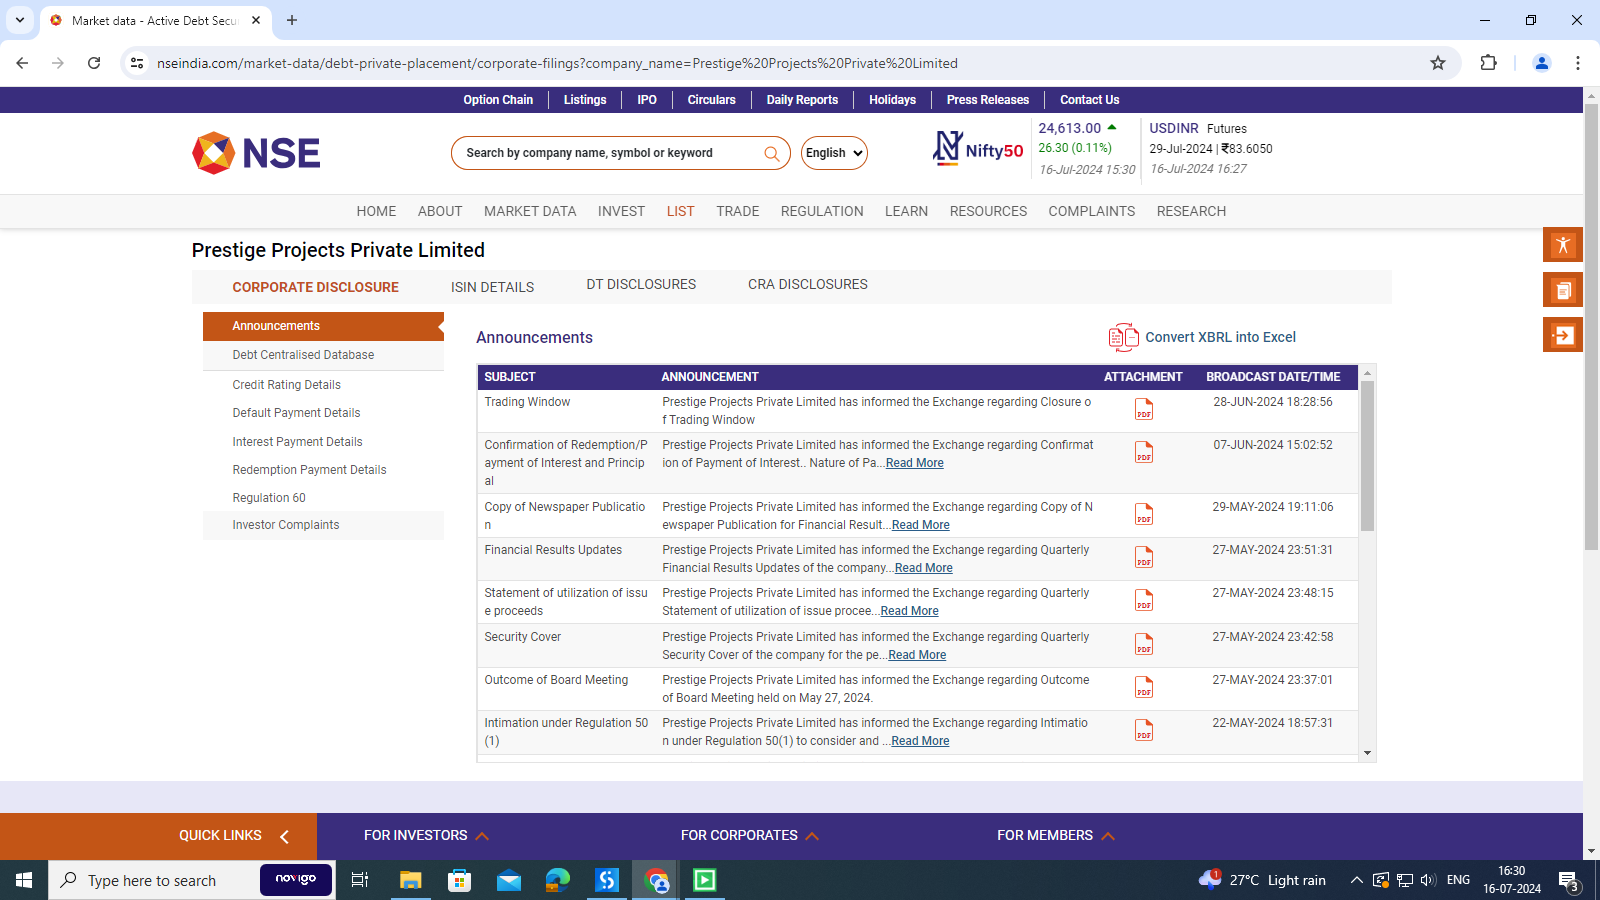 Market data - Active Debt Secu
nseindia.com/market-data/debt-private-placement/corporate-filings?company_name=Prestige%20Projects%20Private%20Limited
Option Chain
Listings
IPO
Circulars
Daily Reports
Holidays
Press Releases
Contact Us
NSE
Search by company name, symbol or keyword
English
Nifty50
24,613.00
26.30 (0.11%)
16-Jul-2024 15:30
USDINR Futures
29-Jul-2024 | ₹83.6050
16-Jul-2024 16:27
HOME
ABOUT
MARKET DATA
INVEST
LIST
TRADE
REGULATION
LEARN
RESOURCES
COMPLAINTS
RESEARCH
Prestige Projects Private Limited
CORPORATE DISCLOSURE
ISIN DETAILS
DT DISCLOSURES
CRA DISCLOSURES
Announcements
Debt Centralised Database
Credit Rating Details
Default Payment Details
Interest Payment Details
Redemption Payment Details
Regulation 60
Investor Complaints
Announcements
Convert XBRL into Excel
SUBJECT
ANNOUNCEMENT
ATTACHMENT
BROADCAST DATE/TIME
Trading Window
Prestige Projects Private Limited has informed the Exchange regarding Closure o
f Trading Window
PDF
28-JUN-2024 18:28:56
Confirmation of Redemption/P
ayment of Interest and Princip
al
Prestige Projects Private Limited has informed the Exchange regarding Confirmat
ion of Payment of Interest.. Nature of Pa...Read More
PDF
07-JUN-2024 15:02:52
Copy of Newspaper Publicatio
n
Prestige Projects Private Limited has informed the Exchange regarding Copy of N
ewspaper Publication for Financial Result...Read More
PDF
29-MAY-2024 19:11:06
Financial Results Updates
Prestige Projects Private Limited has informed the Exchange regarding Quarterly
Financial Results Updates of the company...Read More
PDF
27-MAY-2024 23:51:31
Statement of utilization of issu
e proceeds
Prestige Projects Private Limited has informed the Exchange regarding Quarterly
Statement of utilization of issue procee...Read More
PDF
27-MAY-2024 23:48:15
Security Cover
Prestige Projects Private Limited has informed the Exchange regarding Quarterly
Security Cover of the company for the pe...Read More
PDF
27-MAY-2024 23:42:58
Outcome of Board Meeting
Prestige Projects Private Limited has informed the Exchange regarding Outcome
of Board Meeting held on May 27, 2024.
PDF
27-MAY-2024 23:37:01
Intimation under Regulation 50
(1)
Prestige Projects Private Limited has informed the Exchange regarding Intimatio
n under Regulation 50(1) to consider and ...Read More
PDF
22-MAY-2024 18:57:31
QUICK LINKS
FOR INVESTORS
FOR CORPORATES
FOR MEMBERS
Type here to search
novigo
1
27°C Light rain
ENG
16:30
16-07-2024
3